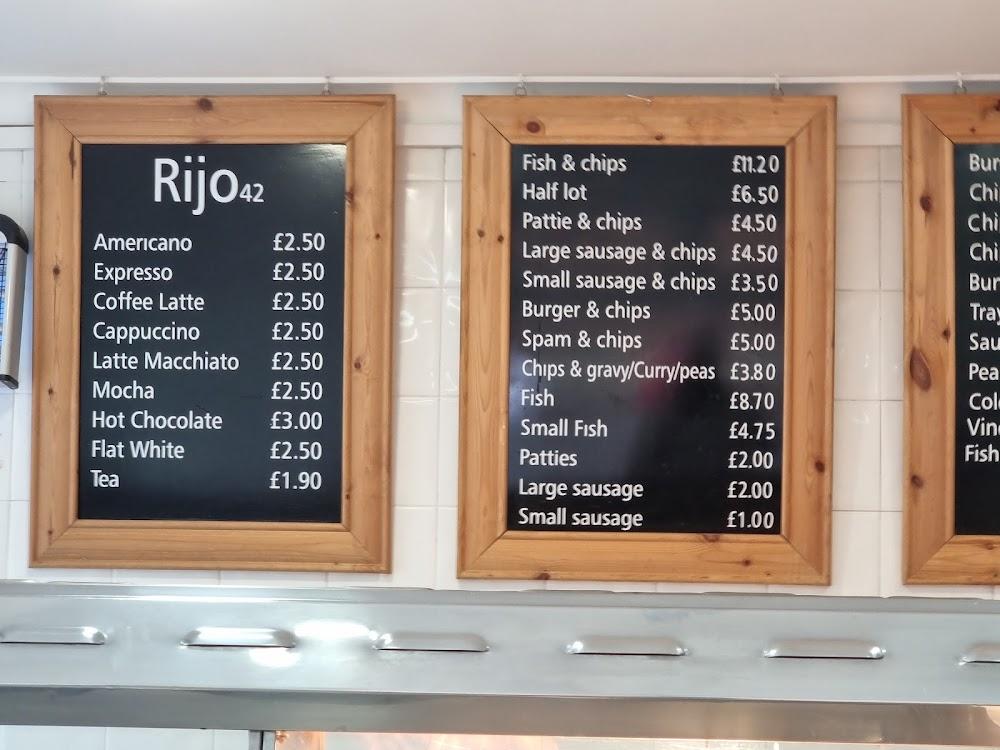 Rijo42
Americano £2.50
Expresso £2.50
Coffee Latte £2.50
Cappuccino £2.50
Latte Macchiato £2.50
Mocha £2.50
Hot Chocolate £3.00
Flat White £2.50
Tea £1.90
Fish & chips £11.20
Half lot £6.50
Pattie & chips £4.50
Large sausage & chips £4.50
Small sausage & chips £3.50
Burger & chips £5.00
Spam & chips £5.00
Chips & gravy/Curry/peas £3.80
Fish £8.70
Small Fish £4.75
Patties £2.00
Large sausage £2.00
Small sausage £1.00
Fish